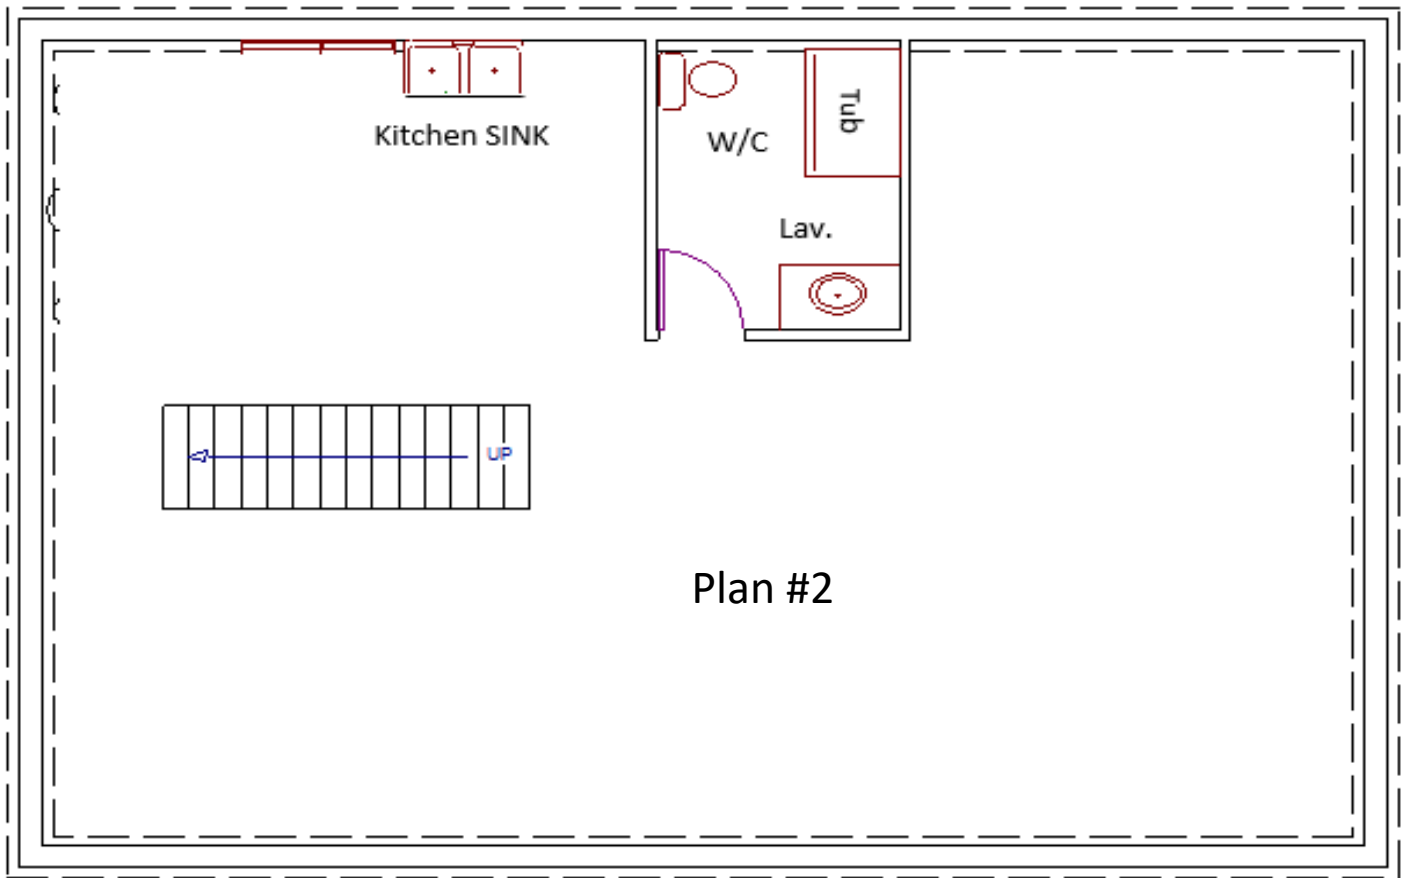 Kitchen SINK
W/C
Tub
Lav.
UP
Plan #2